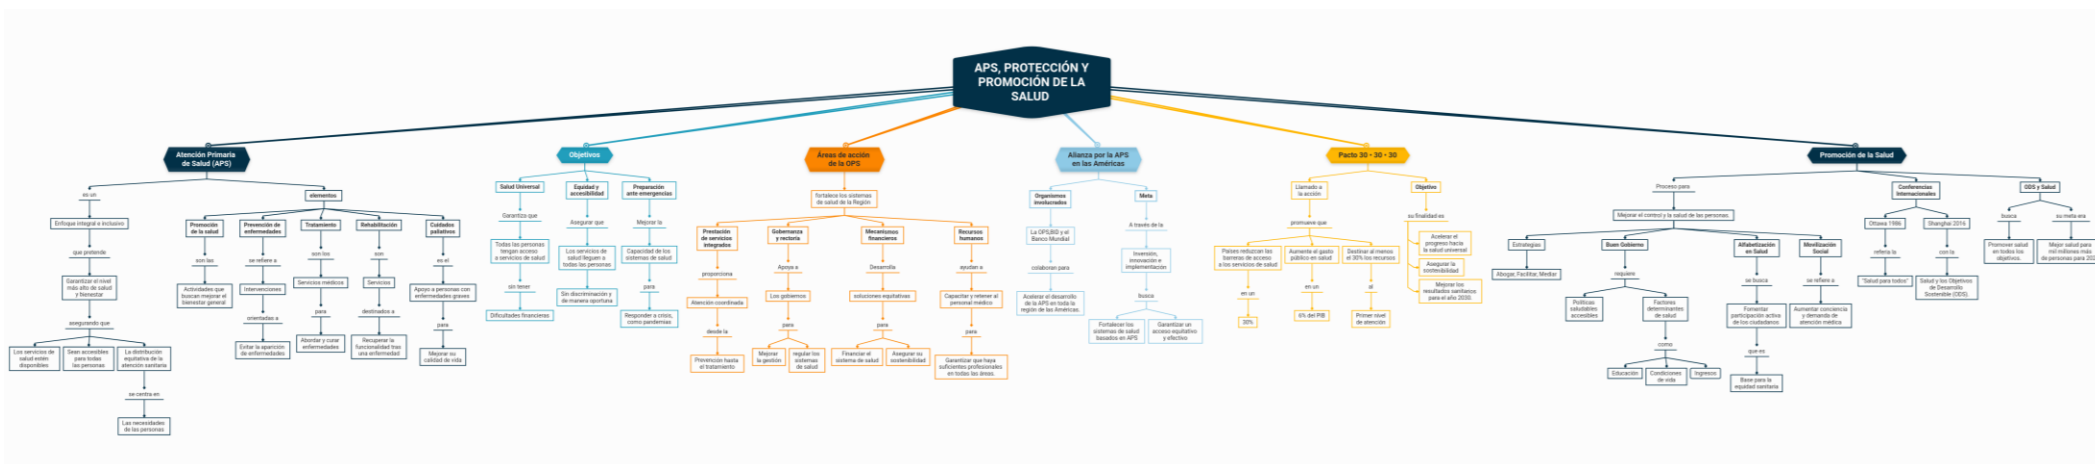 APS, PROTECCIÓN Y
PROMOCIÓN DE LA
SALUD
Atención Primaria
de Salud (APS)
es un
Enfoque integral e inclusivo
que pretende
Garantizar el nivel
más alto de salud
y bienestar
asegurando que
Los servicios de
salud estén
disponibles
Sean accesibles
para todas
las personas
La distribución
equitativa de la
atención sanitaria
se centra en
Las necesidades
de las personas
elementos
Promoción
de la salud
son las
Actividades que
buscan mejorar el
bienestar general
Prevención de
enfermedades
se refiere a
Intervenciones
orientadas a
Evitar la aparición
de enfermedades
Tratamiento
son los
Servicios médicos
para
Abordar y curar
enfermedades
Rehabilitación
son
Servicios
destinados a
Recuperar la
funcionalidad tras
una enfermedad
Cuidados
paliativos
es el
Apoyo a personas con
enfermedades graves
para
Mejorar su
calidad de vida
Objetivos
Salud Universal
Garantiza que
Todas las personas
tengan acceso
a servicios de salud
sin tener
Dificultades financieras
Equidad y
accesibilidad
Asegurar que
Los servicios de
salud lleguen a
todas las personas
Sin discriminación y
de manera oportuna
Preparación
ante emergencias
Mejorar la
Capacidad de los
sistemas de salud
para
Responder a crisis,
como pandemias
Áreas de acción
de la OPS
fortalece los sistemas
de salud de la Región
Prestación
de servicios
integrados
proporciona
Atención coordinada
desde la
Prevención hasta
el tratamiento
Gobernanza
y rectoría
Apoya a
Los gobiernos
para
Mejorar
la gestión
regular los
sistemas
de salud
Mecanismos
financieros
Desarrolla
soluciones equitativas
para
Financiar el
sistema de salud
Asegurar su
sostenibilidad
Recursos
humanos
ayudan a
Capacitar y retener al
personal médico
para
Garantizar que haya
suficientes profesionales
en todas las áreas.
Alianza por la APS
en las Américas
Organismos
involucrados
La OPS,BID y el
Banco Mundial
colaboran para
Acelerar el desarrollo
de la APS en toda la
región de las Américas.
Meta
A través de la
Inversión,
innovación e
implementación
busca
Fortalecer los
sistemas de salud
basados en APS
Garantizar un
acceso equitativo
y efectivo
Pacto 30 • 30 • 30
Llamado a
la acción
promueve que
Países reduzcan las
barreras de acceso
a los servicios de salud
en un
30%
Aumente el gasto
público en salud
en un
6% del PIB
Destinar al menos
el 30% los recursos
al
Primer nivel
de atención
Objetivo
su finalidad es
Acelerar el
progreso hacia
la salud universal
Asegurar la
sostenibilidad
Mejorar los
resultados sanitarios
para el año 2030.
Promoción de la Salud
Proceso para
Mejorar el control y la salud de las personas.
Estrategias
Abogar, Facilitar, Mediar
Buen Gobierno
requiere
Políticas
saludables
accesibles
Factores
determinantes
de salud
como
Educación
Condiciones
de vida
Ingresos
Alfabetización
en Salud
se busca
Fomentar
participación activa
de los ciudadanos
que es
Base para la
equidad sanitaria
Movilización
Social
se refiere a
Aumentar conciencia
y demanda de
atención médica
Conferencias
Internacionales
Ottawa 1986
refería la
"Salud para todos"
Shanghai 2016
son la
Salud y los Objetivos
de Desarrollo
Sostenible (ODS)
ODS y Salud
busca
Promover salud
en todos los
objetivos.
su meta era
Mejor salud para
mil millones más
de personas para